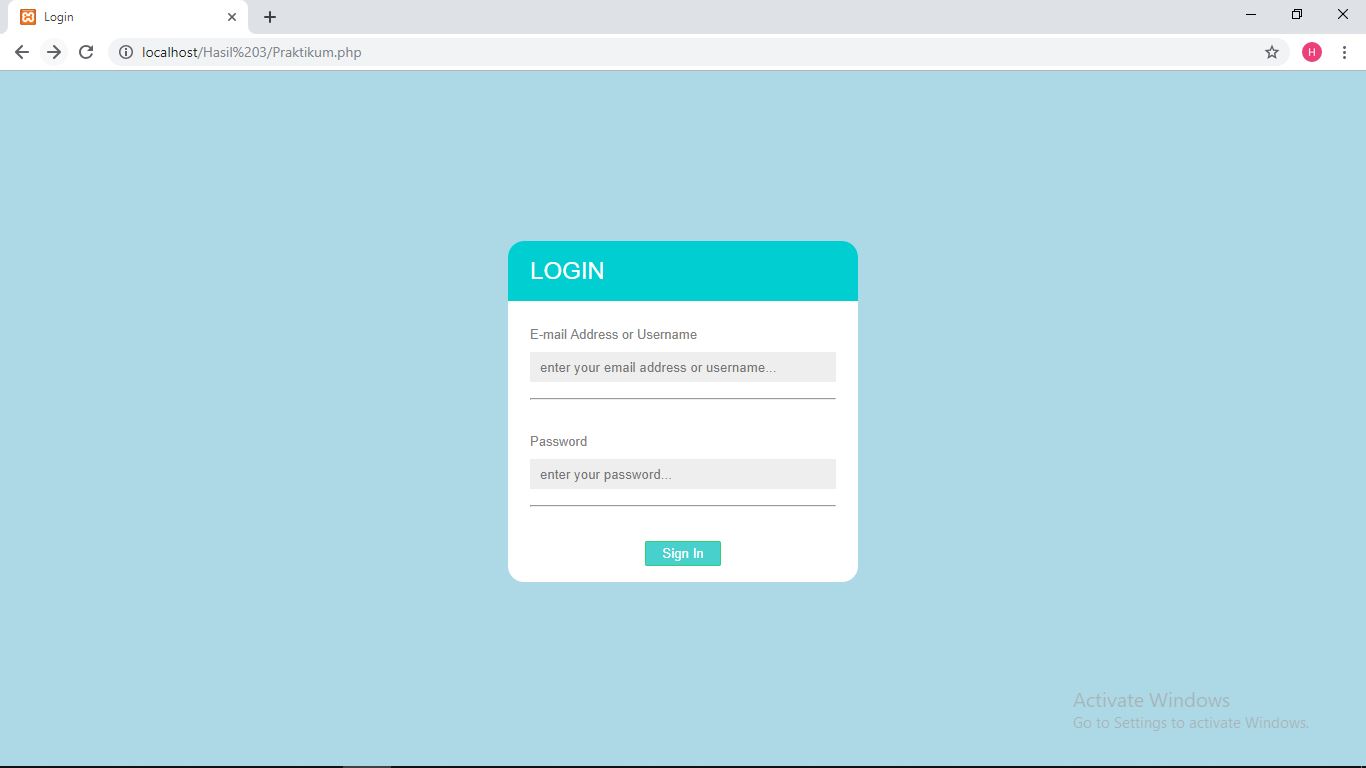 Login
localhost/Hasil%203/Praktikum.php
H
LOGIN
E-mail Address or Username
enter your email address or username...
Password
enter your password...
Sign In
Activate Windows
Go to Settings to activate Windows.